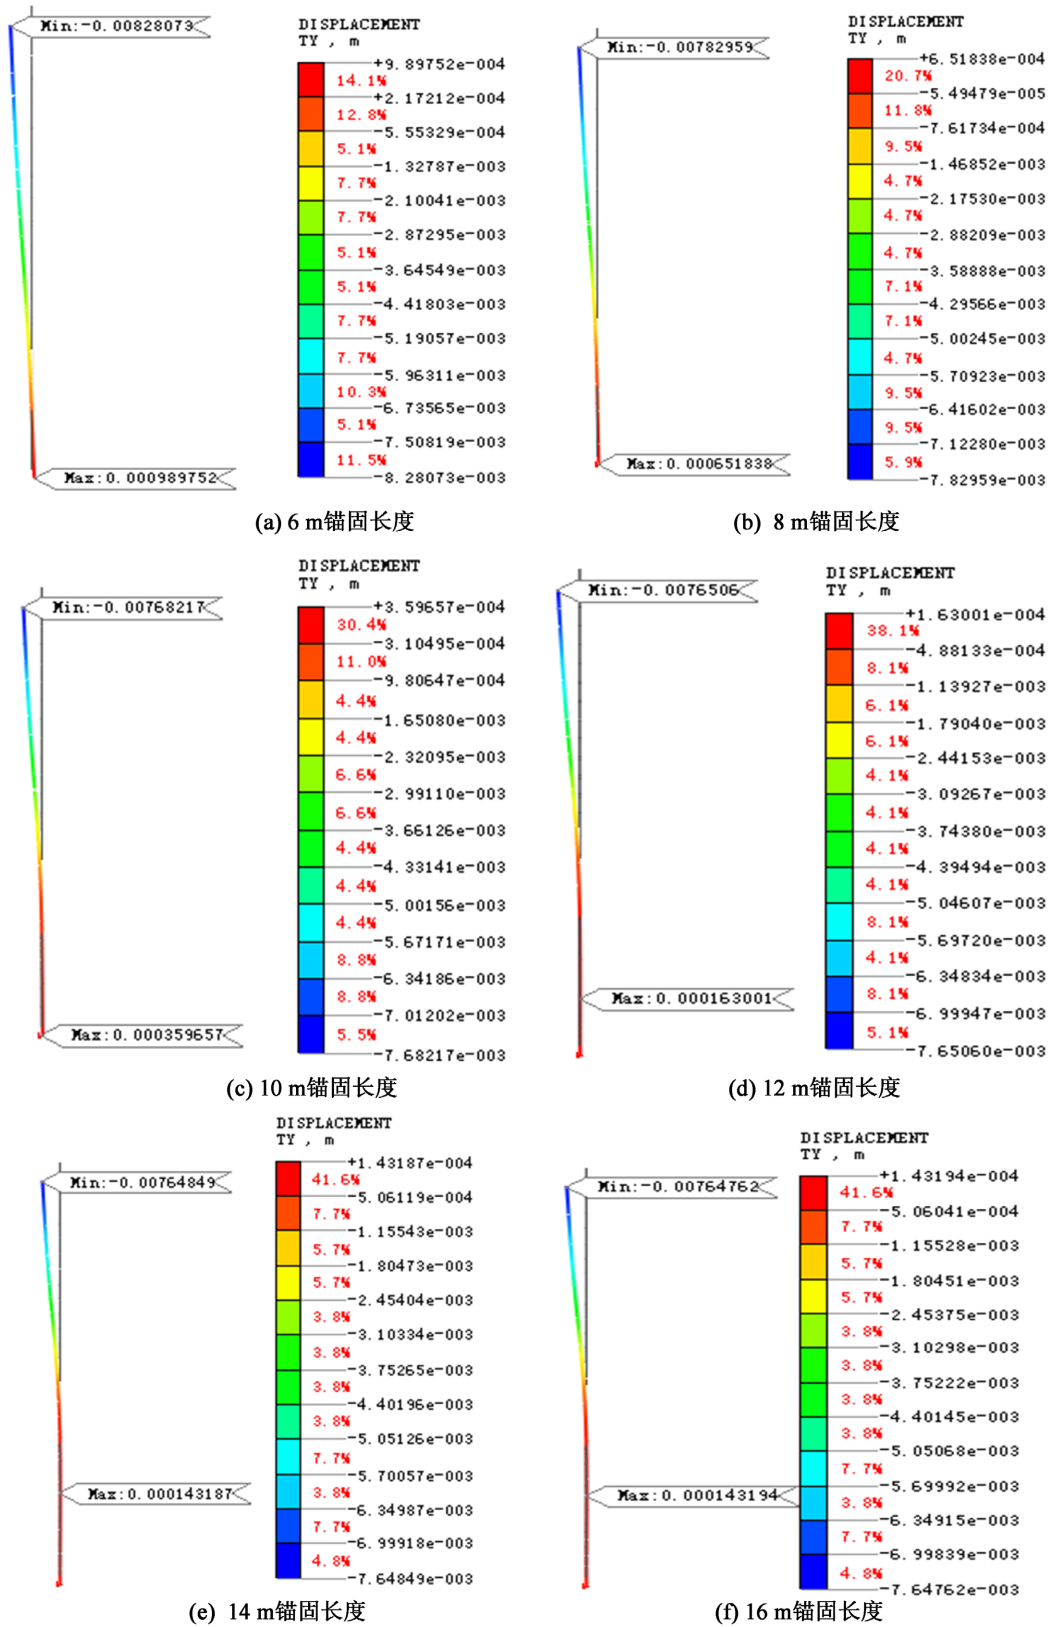 Min:-0.00828073
DISPLACEMENT
TY , m
+9.89752e-004
14.1%
+2.17212e-004
12.8%
-5.55329e-004
5.1%
-1.32787e-003
7.7%
-2.10041e-003
7.7%
-2.87295e-003
5.1%
-3.64549e-003
5.1%
-4.41803e-003
7.7%
-5.19057e-003
7.7%
-5.96311e-003
10.3%
-6.73565e-003
5.1%
-7.50819e-003
11.5%
-8.28073e-003
Max:0.000989752
(a) 6 m锚固长度
Min:-0.00782959
DISPLACEMENT
TY , m
+6.51838e-004
20.7%
-5.49479e-005
11.8%
-7.61734e-004
9.5%
-1.46852e-003
4.7%
-2.17530e-003
4.7%
-2.88209e-003
4.7%
-3.58888e-003
7.1%
-4.29566e-003
7.1%
-5.00245e-003
4.7%
-5.70923e-003
9.5%
-6.41602e-003
9.5%
-7.12280e-003
5.9%
-7.82959e-003
Max:0.000651838
(b) 8 m锚固长度
Min:-0.00768217
DISPLACEMENT
TY , m
+3.59657e-004
30.4%
-3.10495e-004
11.0%
-9.80647e-004
4.4%
-1.65080e-003
4.4%
-2.32095e-003
6.6%
-2.99110e-003
6.6%
-3.66126e-003
4.4%
-4.33141e-003
4.4%
-5.00156e-003
4.4%
-5.67171e-003
8.8%
-6.34186e-003
8.8%
-7.01202e-003
5.5%
-7.68217e-003
Max:0.000359657
(c) 10 m锚固长度
Min:-0.0076506
DISPLACEMENT
TY , m
+1.63001e-004
38.1%
-4.88133e-004
8.1%
-1.13927e-003
6.1%
-1.79040e-003
6.1%
-2.44153e-003
4.1%
-3.09267e-003
4.1%
-3.74380e-003
4.1%
-4.39494e-003
4.1%
-5.04607e-003
8.1%
-5.69720e-003
4.1%
-6.34834e-003
8.1%
-6.99947e-003
5.1%
-7.65060e-003
Max:0.000163001
(d) 12 m锚固长度
Min:-0.00764849
DISPLACEMENT
TY , m
+1.43187e-004
41.6%
-5.06119e-004
7.7%
-1.15543e-003
5.7%
-1.80473e-003
5.7%
-2.45404e-003
3.8%
-3.10334e-003
3.8%
-3.75265e-003
3.8%
-4.40196e-003
3.8%
-5.05126e-003
7.7%
-5.70057e-003
3.8%
-6.34987e-003
7.7%
-6.99918e-003
4.8%
-7.64849e-003
Max:0.000143187
(e) 14 m锚固长度
Min:-0.00764762
DISPLACEMENT
TY , m
+1.43194e-004
41.6%
-5.06041e-004
7.7%
-1.15528e-003
5.7%
-1.80451e-003
5.7%
-2.45375e-003
3.8%
-3.10298e-003
3.8%
-3.75222e-003
3.8%
-4.40145e-003
3.8%
-5.05068e-003
7.7%
-5.69992e-003
3.8%
-6.34915e-003
7.7%
-6.99839e-003
4.8%
-7.64762e-003
Max:0.000143194
(f) 16 m锚固长度